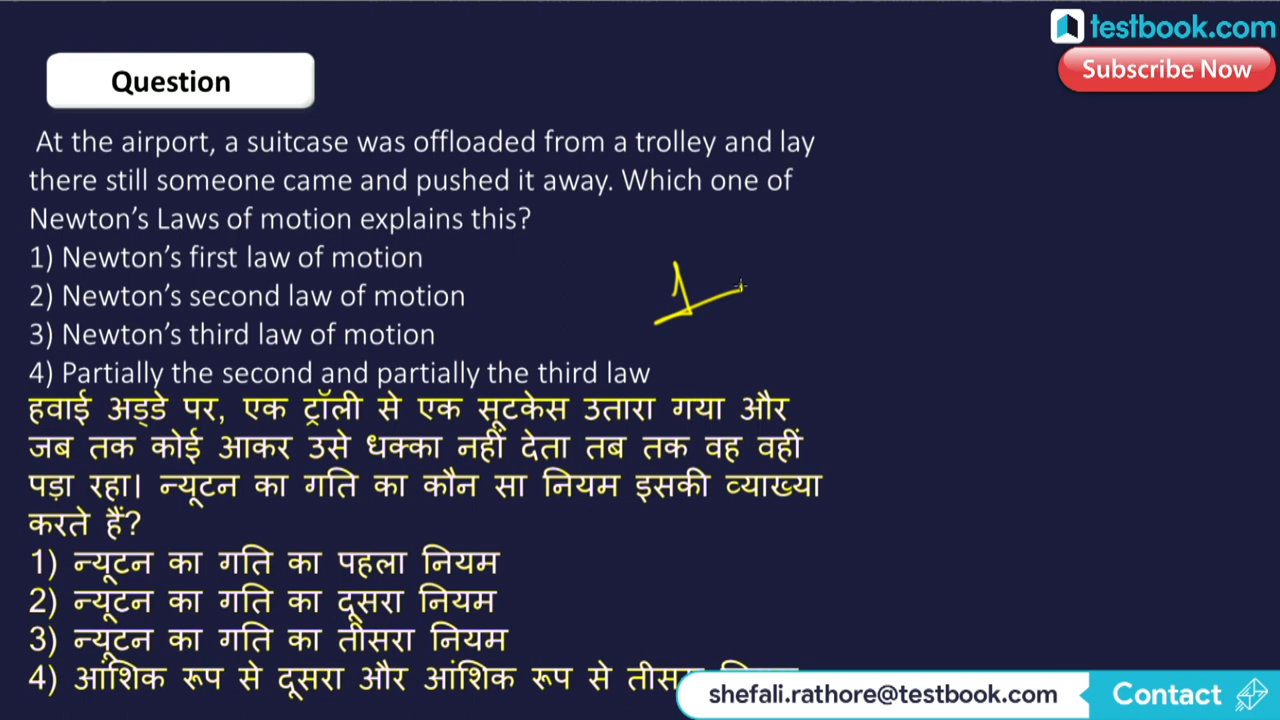 testbook.com
Subscribe Now
Question
At the airport, a suitcase was offloaded from a trolley and lay
there still someone came and pushed it away. Which one of
Newton's Laws of motion explains this?
1) Newton's first law of motion
2) Newton's second law of motion
3) Newton's third law of motion
4) Partially the second and partially the third law
1
हवाई अड्डे पर, एक ट्रॉली से एक सूटकेस उतारा गया और
जब तक कोई आकर उसे धक्का नहीं देता तब तक वह वहीं
पड़ा रहा। न्यूटन का गति का कौन सा नियम इसकी व्याख्या
करते हैं?
1) न्यूटन का गति का पहला नियम
2) न्यूटन का गति का दूसरा नियम
3) न्यूटन का गति का तीसरा नियम
4) आंशिक रूप से दूसरा और आंशिक रूप से
shefali.rathore@testbook.com
Contact